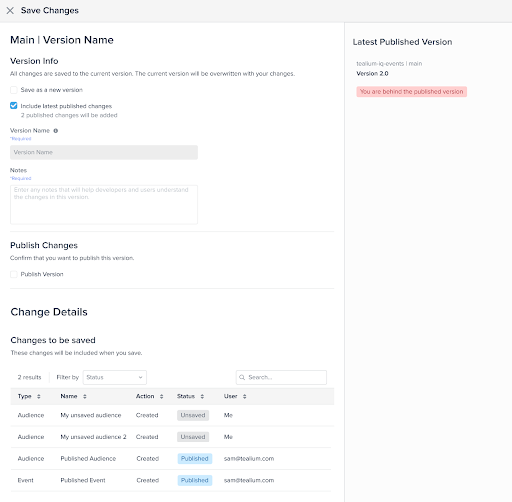 Save Changes
Main | Version Name
Version Info
All changes are saved to the current version. The current version will be overwritten with your changes.
Save as a new version
Include latest published changes
2 published changes will be added
Version Name
*Required
Version Name
Notes
*Required
Enter any notes that will help developers and users understand
the changes in this version.
Publish Changes
Confirm that you want to publish this version.
Publish Version
Change Details
Changes to be saved
These changes will be included when you save.
2 results Filter by Status Search...
Type Name Action Status User
Audience My unsaved audience Created Unsaved Me
Audience My unsaved audience 2 Created Unsaved Me
Audience Published Audience Created Published sam@tealium.com
Event Published Event Created Published sam@tealium.com
Latest Published Version
tealium-iq-events | main
Version 2.0
You are behind the published version